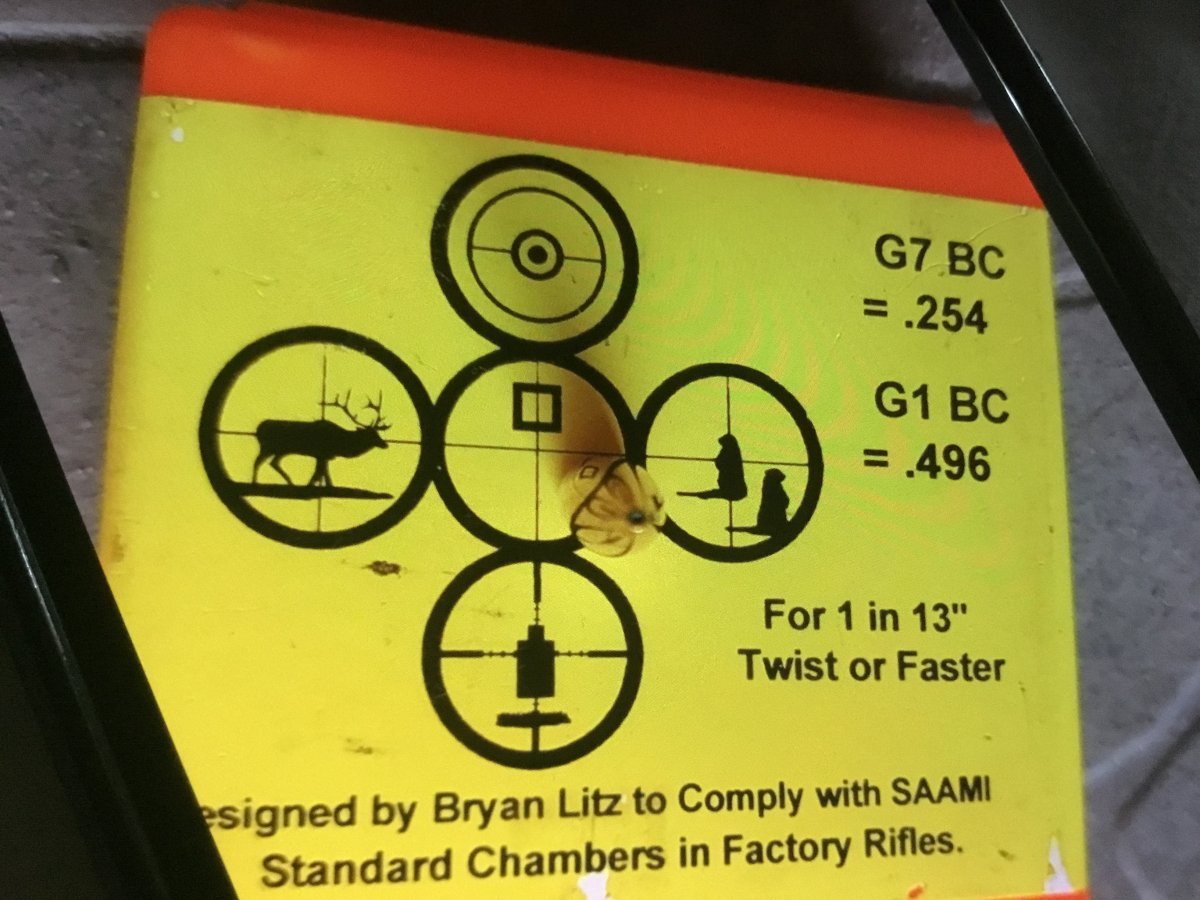 G7 BC
= .254
G1 BC
= .496
For 1 in 13"
Twist or Faster
esigned by Bryan Litz to Comply with SAAMI
Standard Chambers in Factory Rifles.